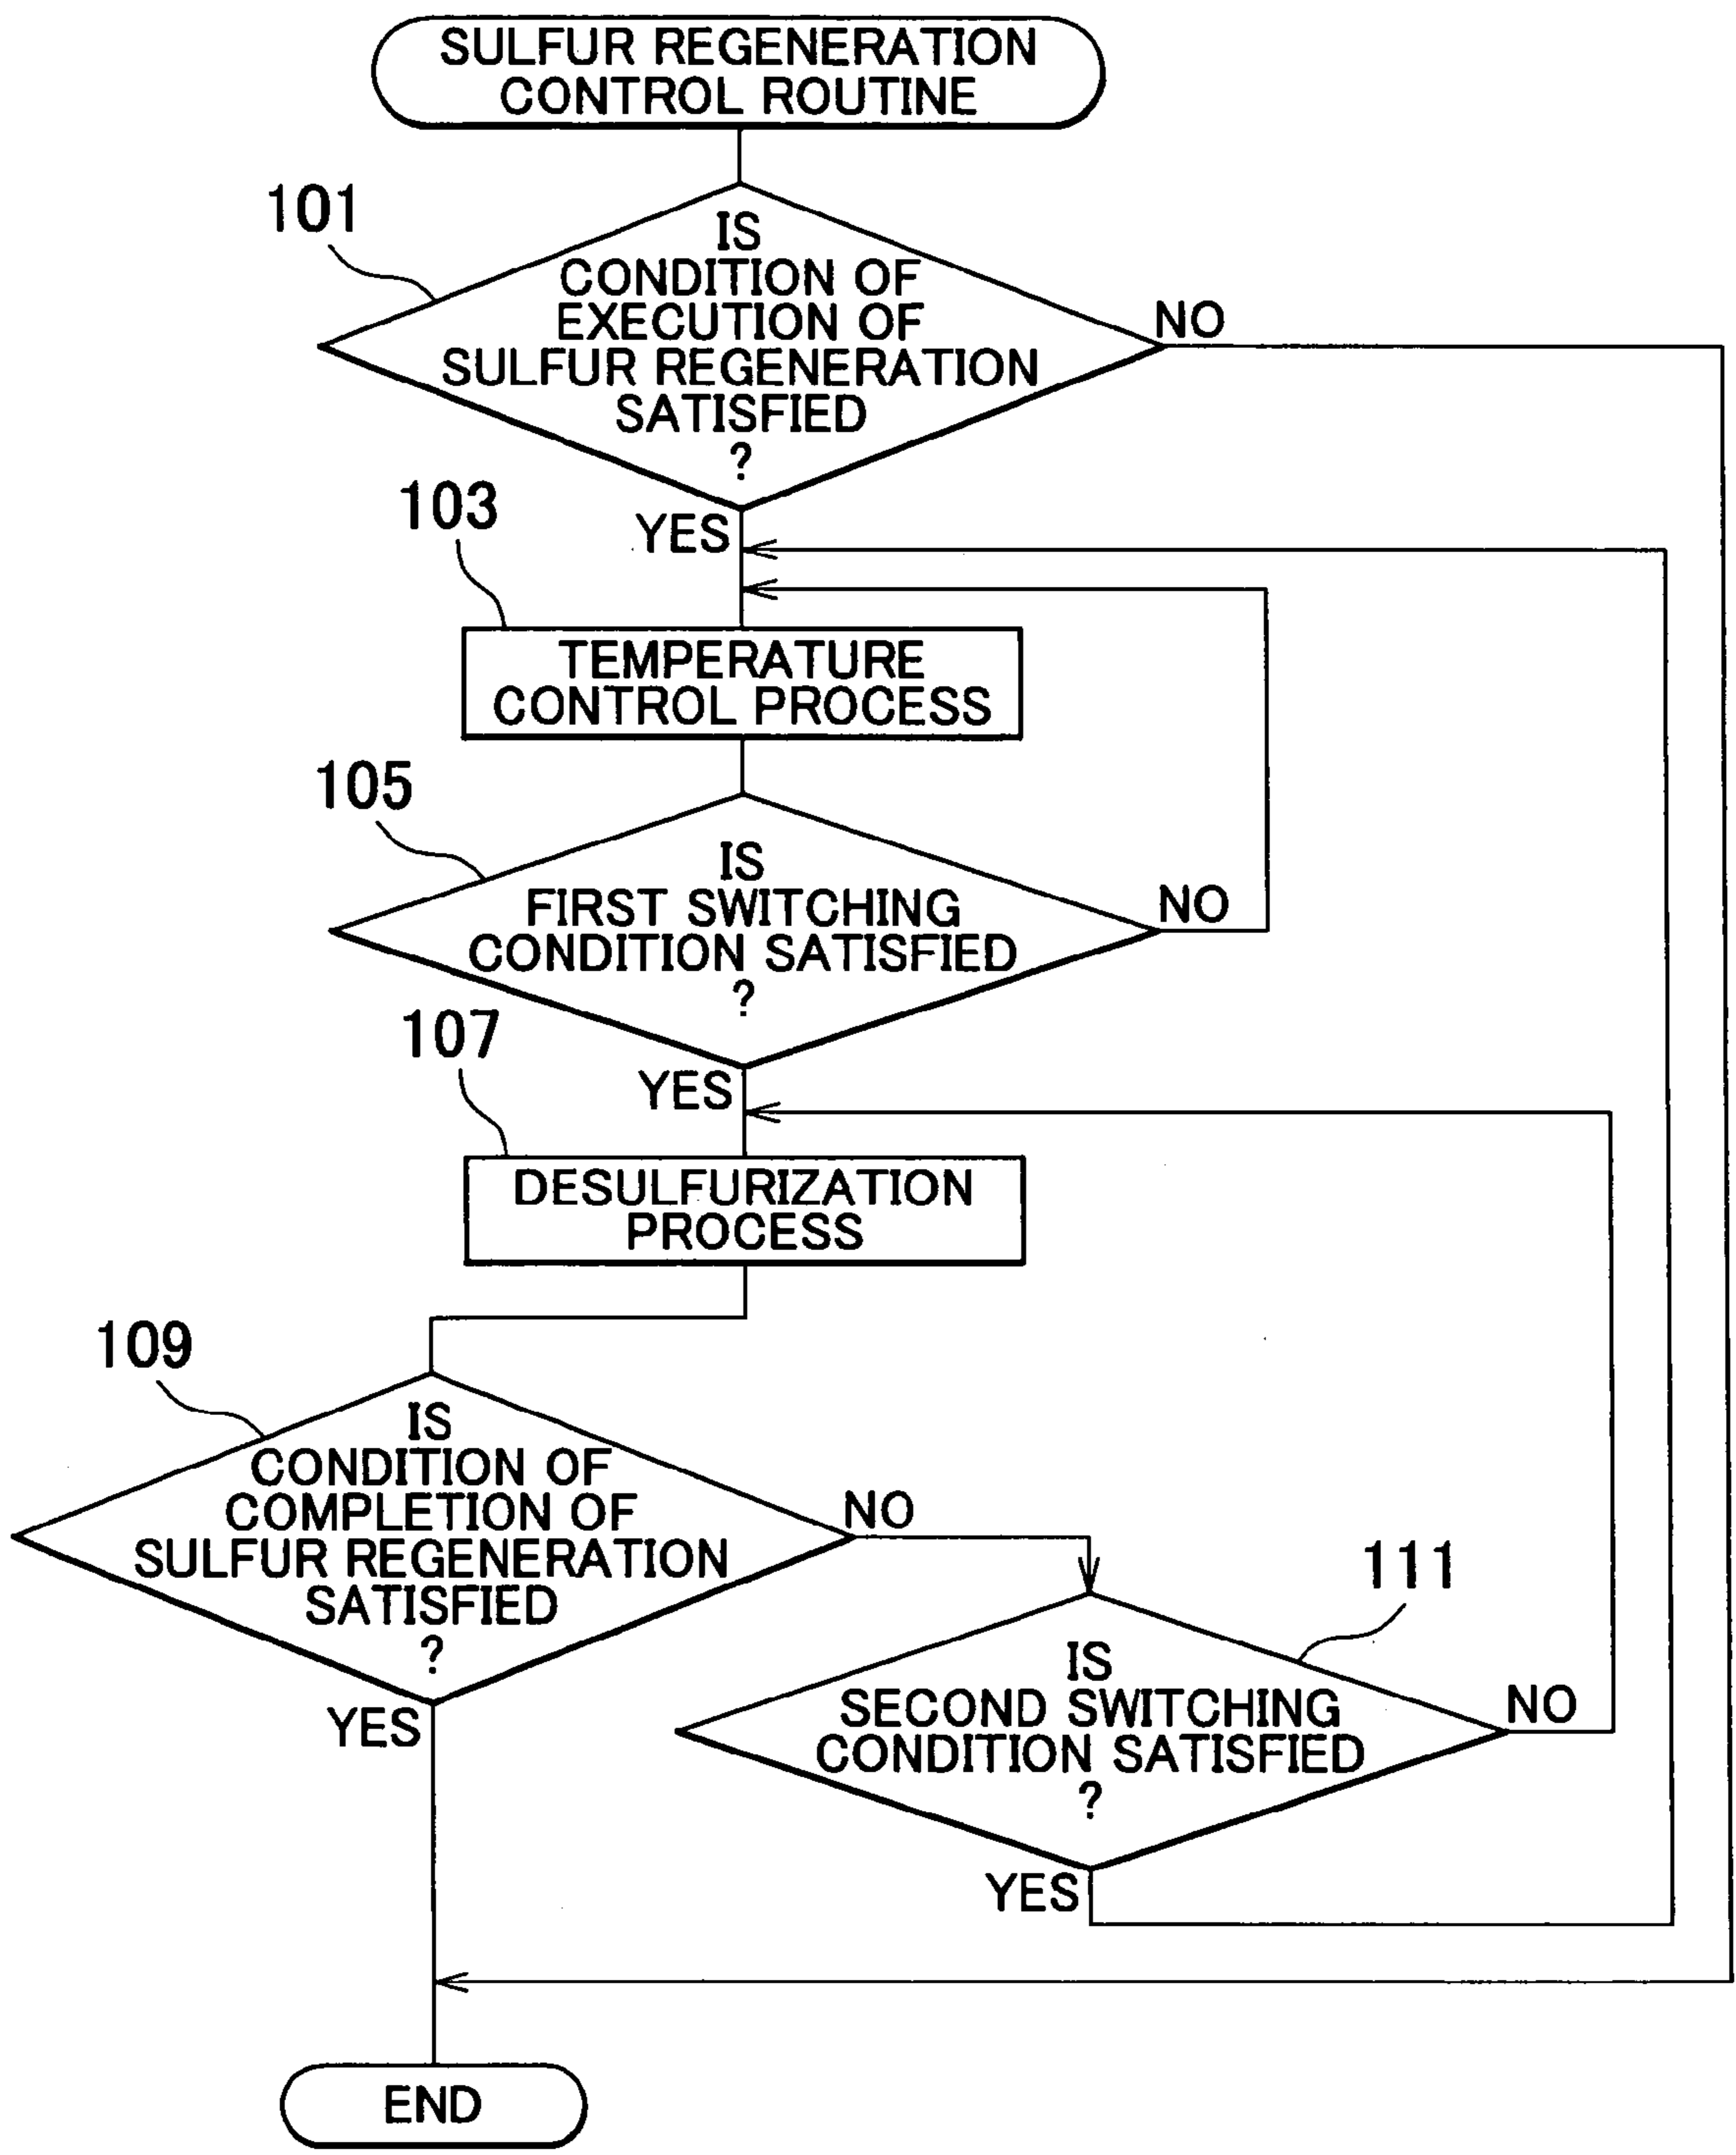 SULFUR REGENERATION
CONTROL ROUTINE
101
IS
CONDITION OF
EXECUTION OF
SULFUR REGENERATION
SATISFIED
?
NO
YES
103
TEMPERATURE
CONTROL PROCESS
105
IS
FIRST SWITCHING
CONDITION SATISFIED
?
NO
YES
107
DESULFURIZATION
PROCESS
109
IS
CONDITION OF
COMPLETION OF
SULFUR REGENERATION
SATISFIED
?
NO
YES
111
IS
SECOND SWITCHING
CONDITION SATISFIED
?
NO
YES
END